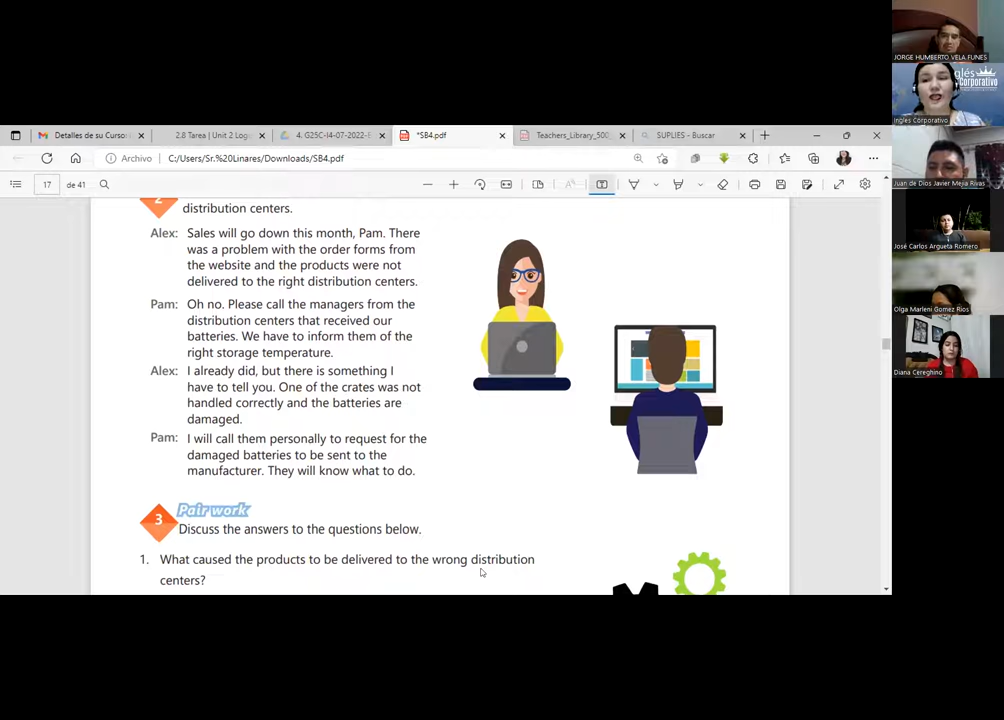 Detalles de su Curso:
2.8 Tarea | Unit 2 Log
4. G25C-I4-07-2022-E
*SB4.pdf
Teachers_Library_500
SUPLIES - Buscar
Archivo
C:/Users/Sr.%20Linares/Downloads/SB4.pdf
17
de 41
2
distribution centers.
Alex: Sales will go down this month, Pam. There
was a problem with the order forms from
the website and the products were not
delivered to the right distribution centers.
Pam: Oh no. Please call the managers from the
distribution centers that received our
batteries. We have to inform them of the
right storage temperature.
Alex: I already did, but there is something I
have to tell you. One of the crates was not
handled correctly and the batteries are
damaged.
Pam: I will call them personally to request for the
damaged batteries to be sent to the
manufacturer. They will know what to do.
3
Pair work
Discuss the answers to the questions below.
1. What caused the products to be delivered to the wrong distribution
centers?
JORGE HUMBERTO VELA FUNES
glés
Corporativo
Ingles Corporativo
Juan de Dios Javier Mejia Rivas
José Carlos Argueta Romero
Olga Marleni Gomez Rios
Diana Cereghino